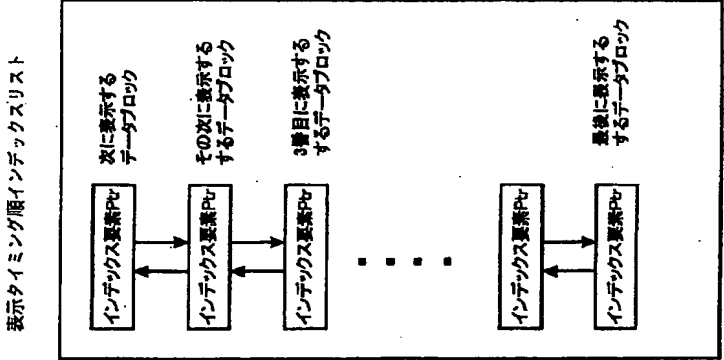 表示タイミング順インデックスリスト
インデックス要素Ptr
次に表示する
データブロック
インデックス要素Ptr
その次に表示する
するデータブロック
インデックス要素Ptr
3番目に表示する
するデータブロック
インデックス要素Ptr
インデックス要素Ptr
最後に表示する
するデータブロック